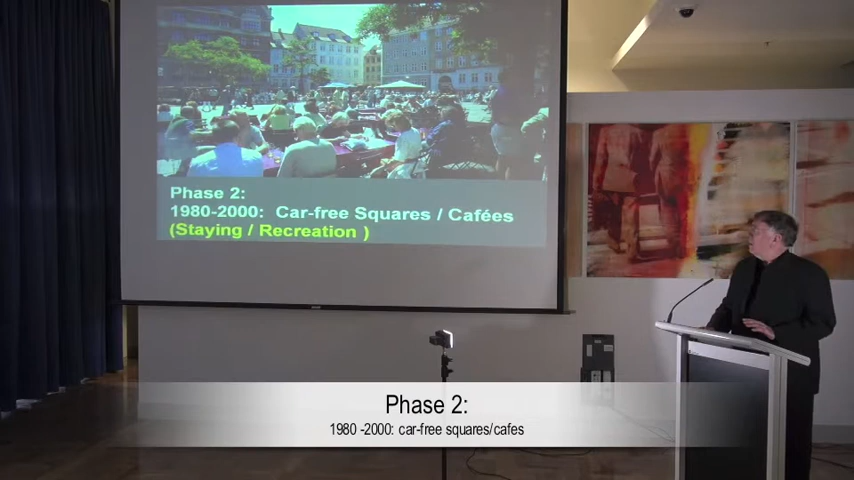 Phase 2:
1980-2000: Car-free Squares / Cafées
(Staying / Recreation )
Phase 2:
1980 -2000: car-free squares/cafes